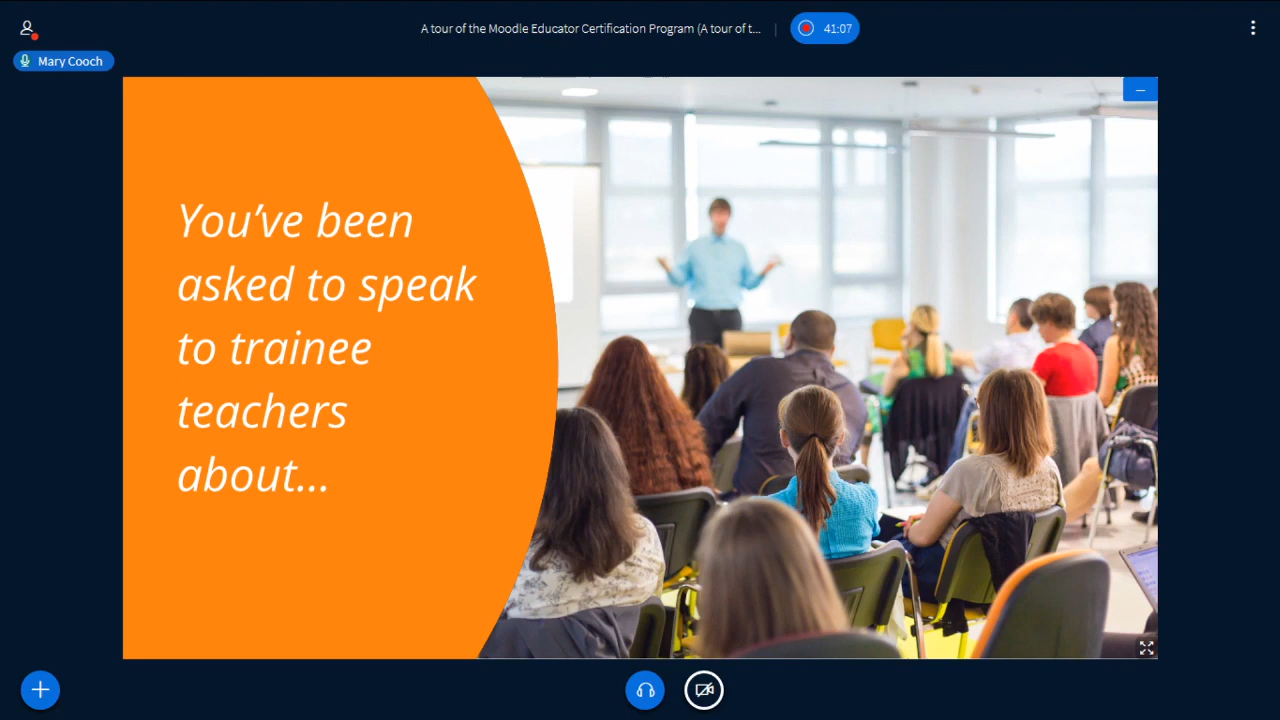 A tour of the Moodle Educator Certification Program (A tour of t...
41:07
Mary Cooch
You've been
asked to speak
to trainee
teachers
about...